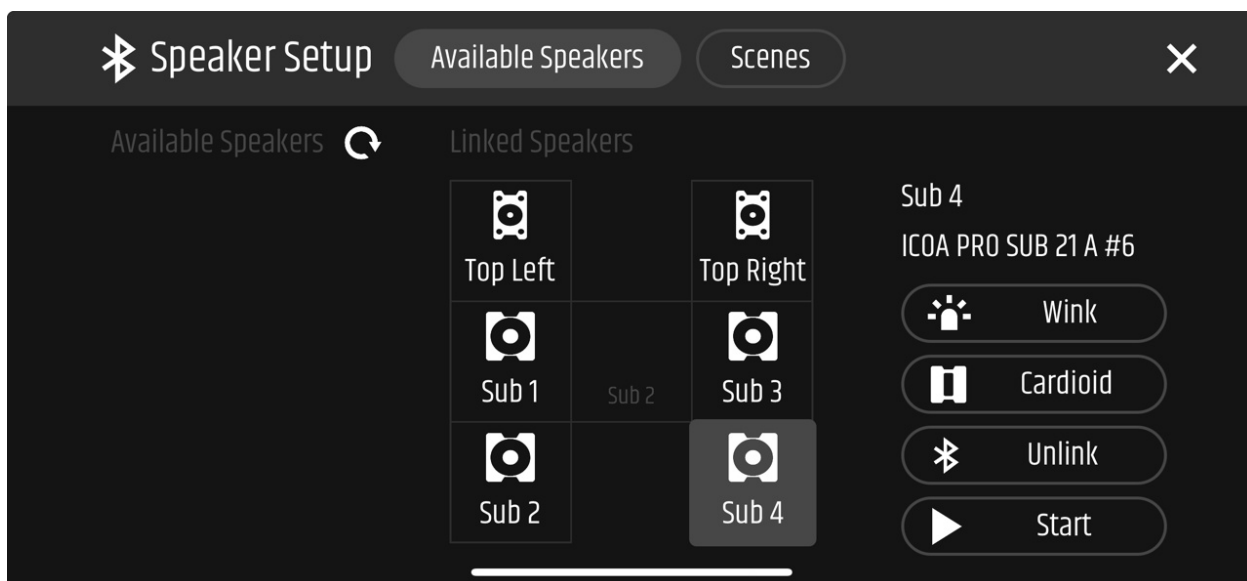 Speaker Setup
Available Speakers
Scenes
Available Speakers
Linked Speakers
Top Left
Top Right
Sub 1
Sub 2
Sub 3
Sub 2
Sub 4
Sub 4
ICOA PRO SUB 21 A #6
Wink
Cardioid
Unlink
Start